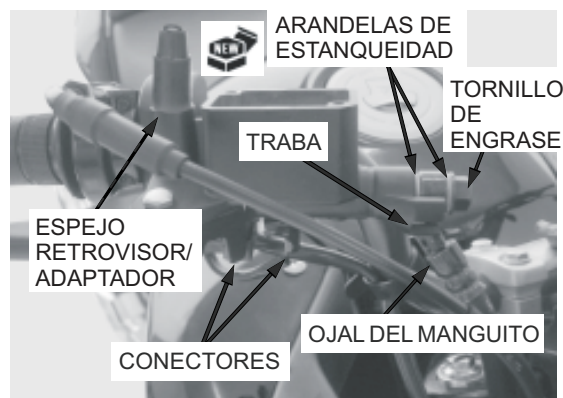 NEW
ARANDELAS DE
ESTANQUEIDAD
TORNILLO
DE
ENGRASE
TRABA
ESPEJO
RETROVISOR/
ADAPTADOR
OJAL DEL MANGUITO
CONECTORES